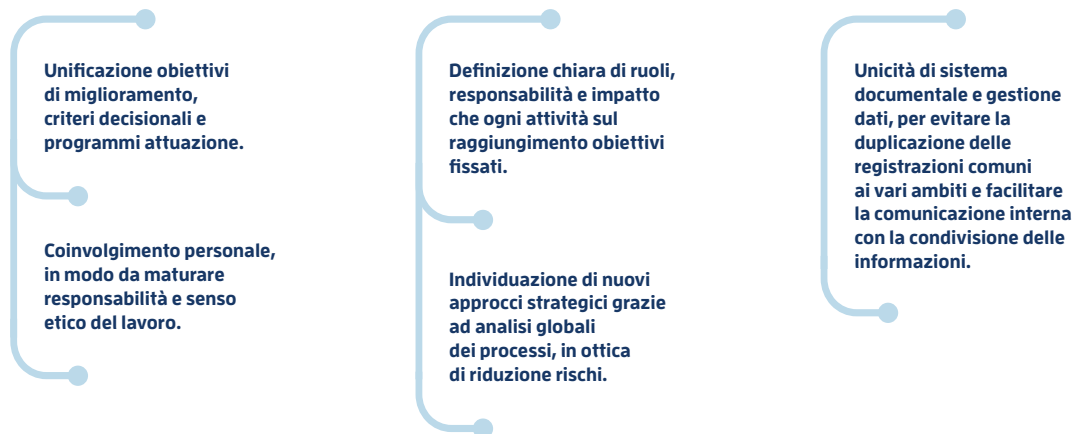 Unificazione obiettivi
di miglioramento,
criteri decisionali e
programmi attuazione.
Coinvolgimento personale,
in modo da maturare
responsabilità e senso
etico del lavoro.
Definizione chiara di ruoli,
responsabilità e impatto
che ogni attività sul
raggiungimento obiettivi
fissati.
Individuazione di nuovi
approcci strategici grazie
ad analisi globali
dei processi, in ottica
di riduzione rischi.
Unicità di sistema
documentale e gestione
dati, per evitare la
duplicazione delle
registrazioni comuni
ai vari ambiti e facilitare
la comunicazione interna
con la condivisione delle
informazioni.